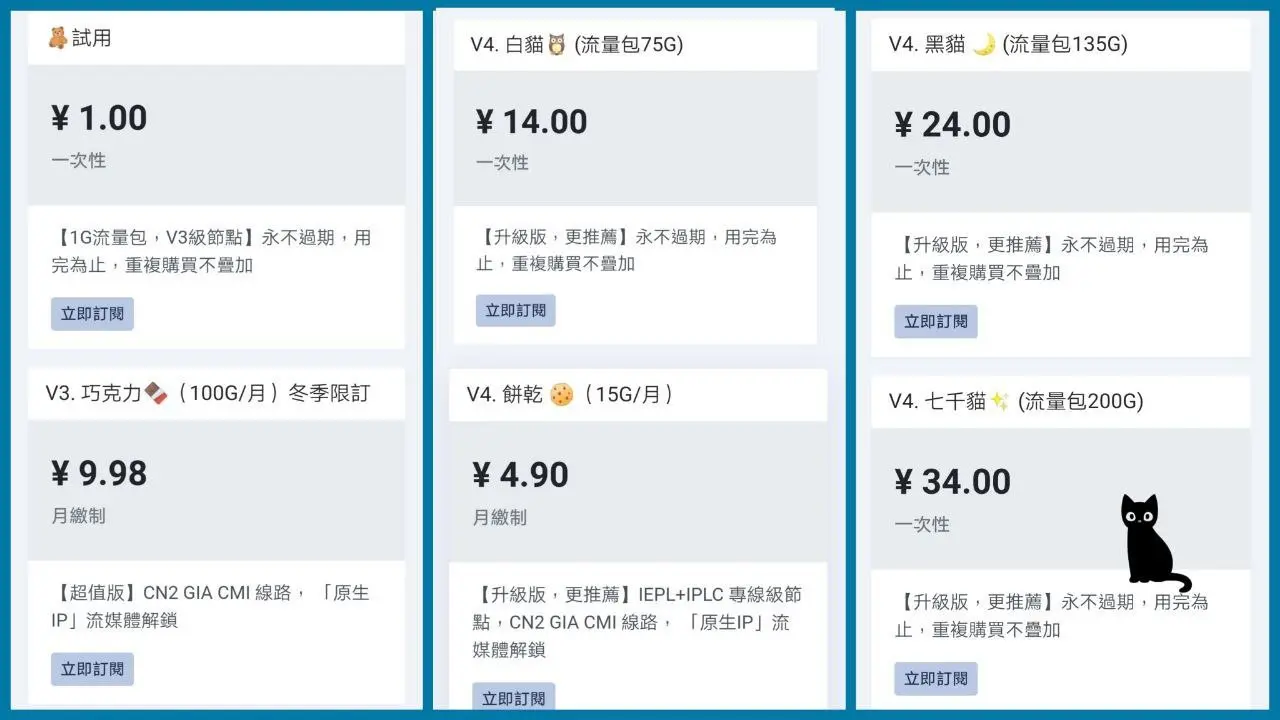 🧸試用
¥ 1.00
一次性
【1G流量包，V3級節點】永不過期，用
完為止，重複購買不疊加
立即訂閱
V3. 巧克力🍫（100G/月）冬季限訂
¥ 9.98
月繳制
【超值版】CN2 GIA CMI 線路，「原生
IP」流媒體解鎖
立即訂閱
V4. 白貓🦉 (流量包75G)
¥ 14.00
一次性
【升級版，更推薦】永不過期，用完為
止，重複購買不疊加
立即訂閱
V4. 餅乾 🍪（15G/月）
¥ 4.90
月繳制
【升級版，更推薦】IEPL+IPLC 專線級節
點，CN2 GIA CMI 線路，「原生IP」流
媒體解鎖
立即訂閱
V4. 黑貓 🌙 (流量包135G)
¥ 24.00
一次性
【升級版，更推薦】永不過期，用完為
止，重複購買不疊加
立即訂閱
V4. 七千貓✨ (流量包200G)
¥ 34.00
一次性
【升級版，更推薦】永不過期，用完為
止，重複購買不疊加
立即訂閱